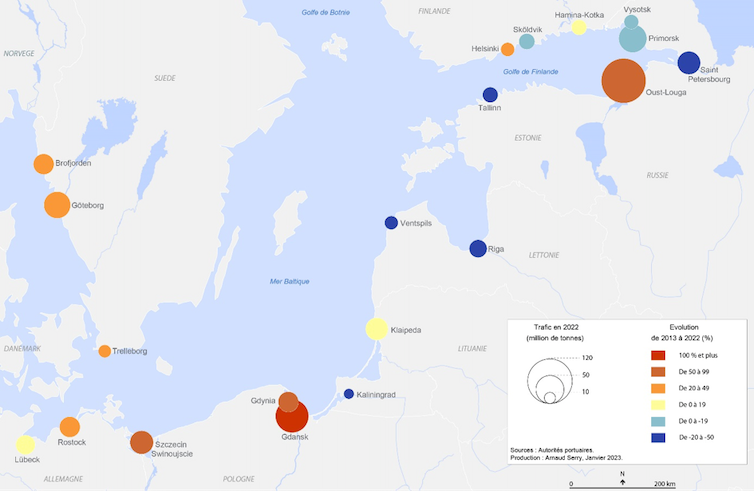 Golfe de Botnie
FINLANDE
Vysotsk
Hamina-Kotka
Sköldvik
Primorsk
Helsinki
NORVEGE
SUEDE
Golfe de Finlande
Saint
Petersbourg
Oust-Louga
Tallinn
ESTONIE
RUSSIE
Brofjorden
Göteborg
Ventspils
Riga
LETTONIE
Mer Baltique
Klaipeda
DANEMARK
Trelleborg
LITUANIE
Kaliningrad
Gdynia
Gdańsk
Rostock
Szczecin
Swinoujscie
Lübeck
ALLEMAGNE
POLOGNE
Trafic en 2022
(million de tonnes)
120
50
10
Evolution
de 2013 à 2022 (%)
100 % et plus
De 50 à 99
De 20 à 49
De 0 à 19
De 0 à -19
De -20 à -50
Sources : Autorités portuaires.
Production : Arnaud Serry, Janvier 2023.
N
0
200 km